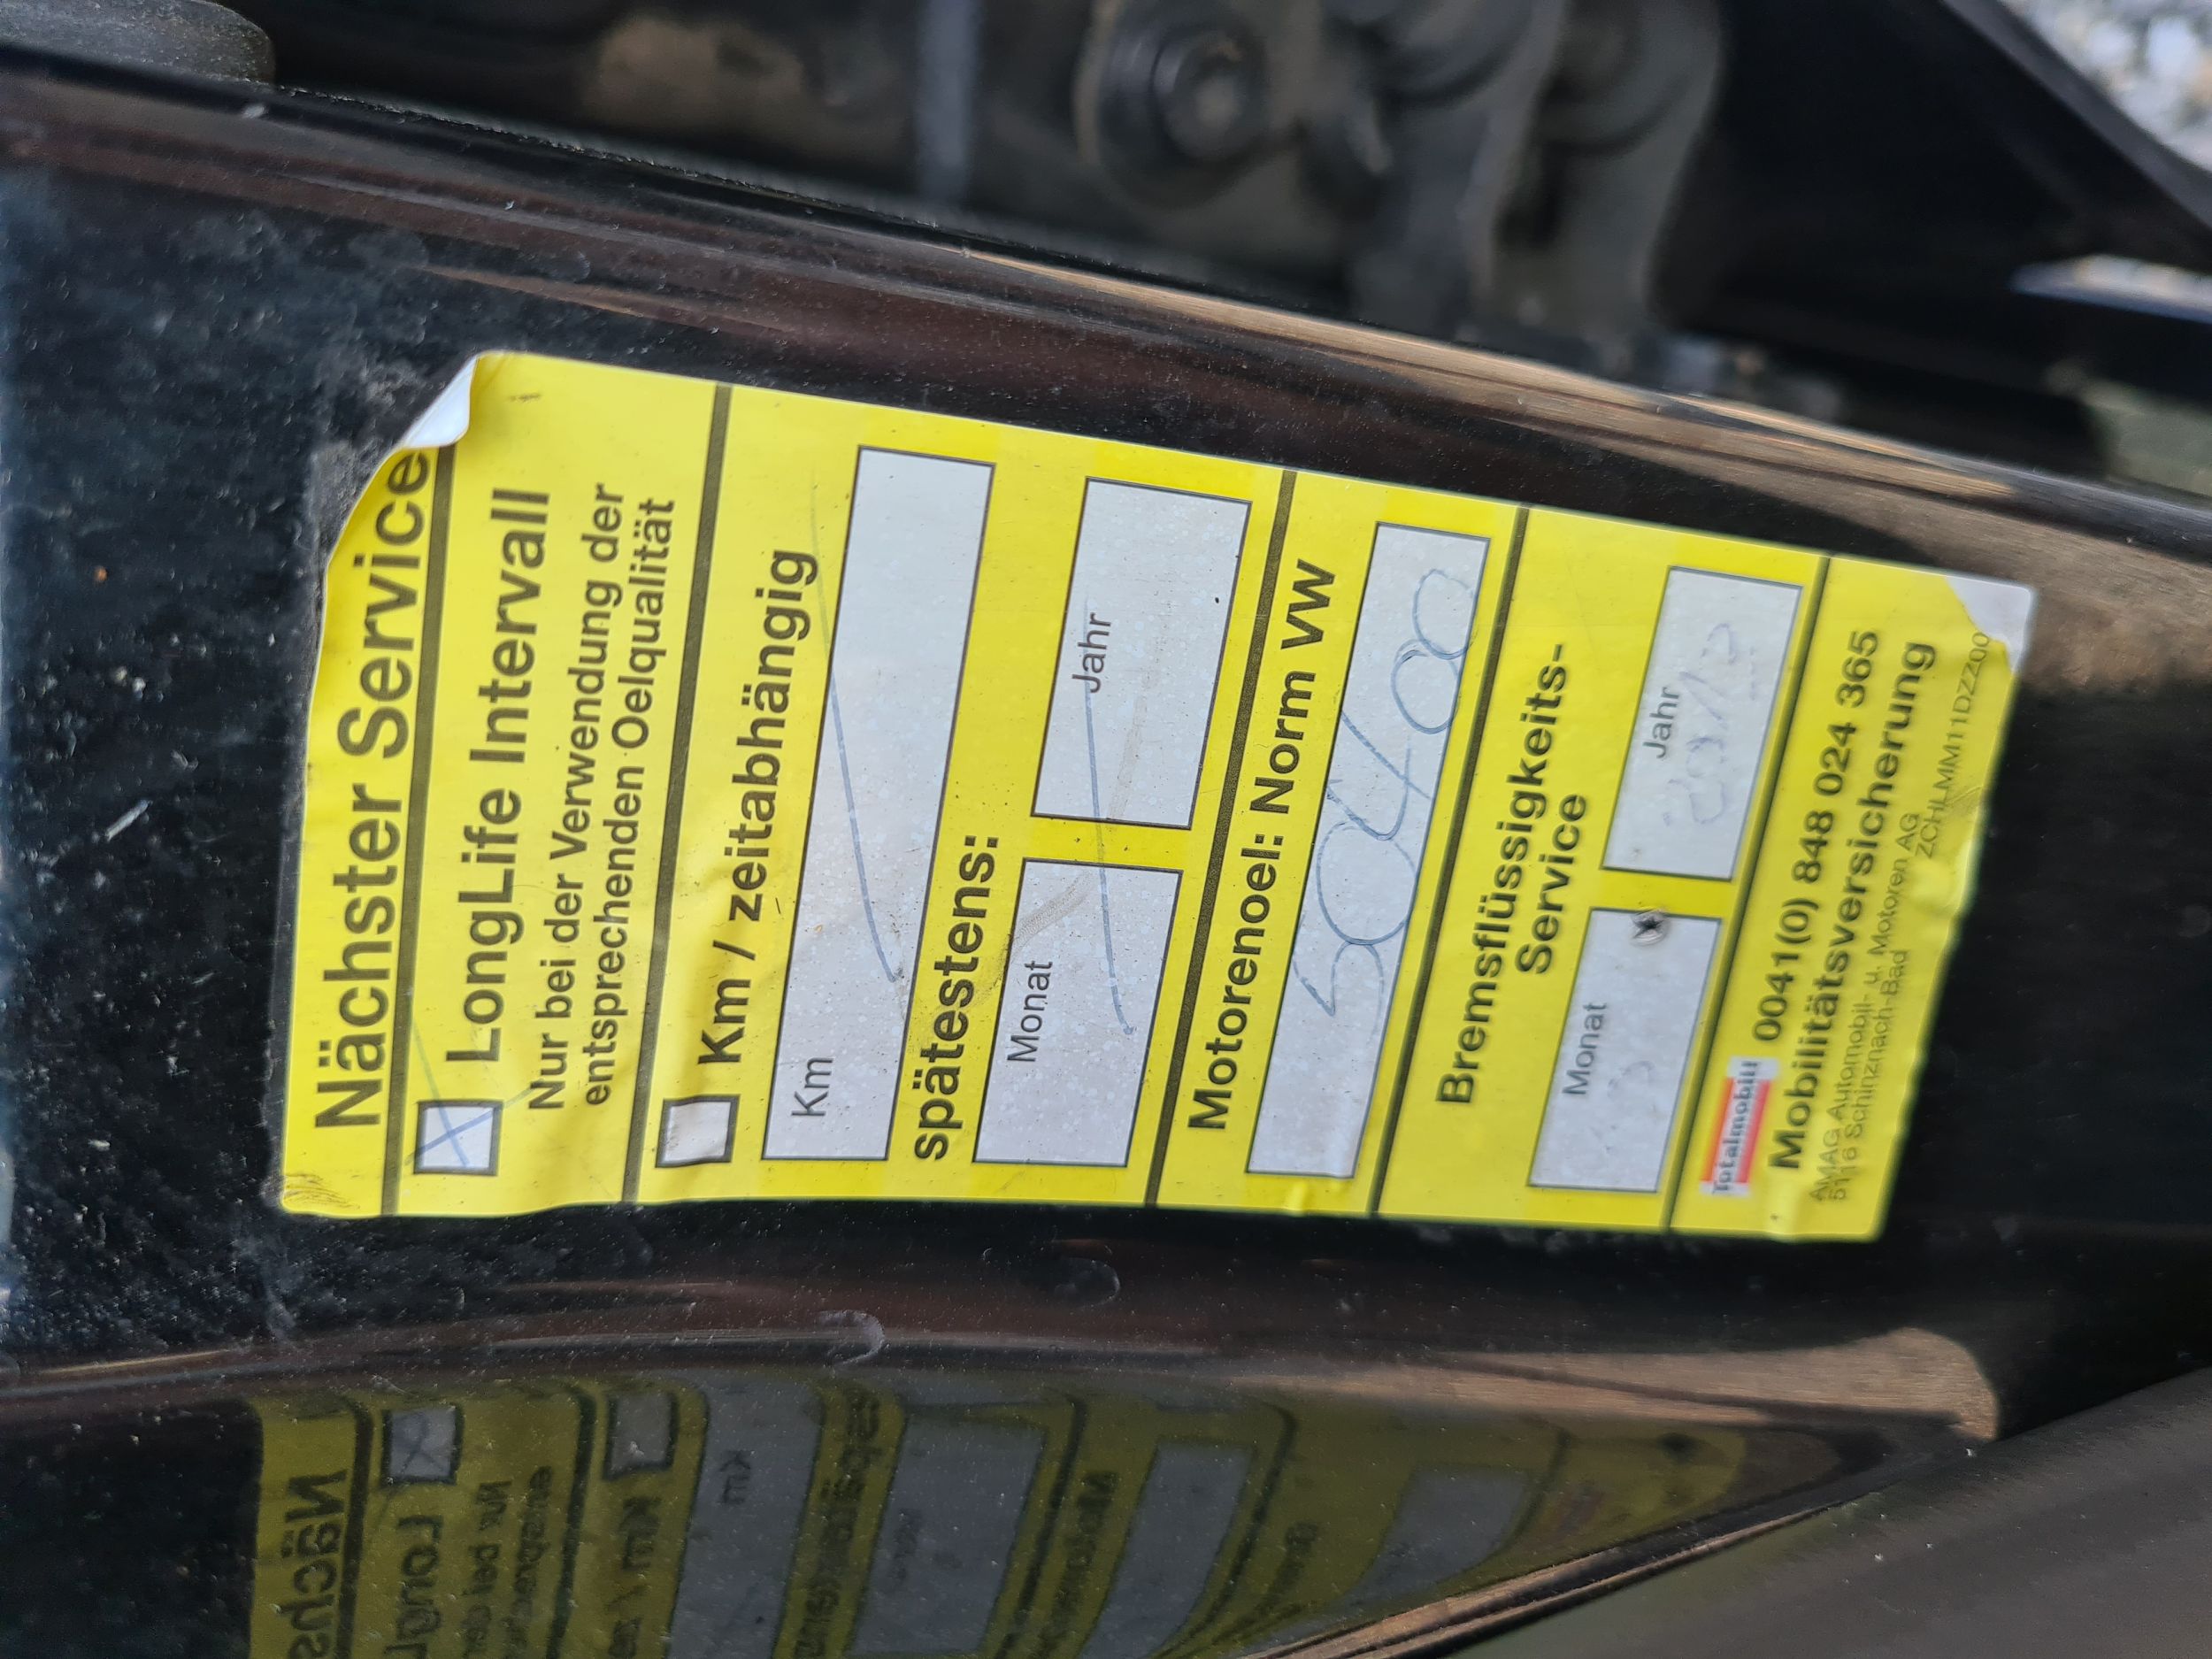 Nächster Service
LongLife Intervall
Nur bei der Verwendung der
entsprechenden Oelqualität
Km / zeitabhängig
Km
spätestens:
Monat Jahr
Motorenoel: Norm VW
50400
Bremsflüssigkeits-
Service
Monat Jahr
Totalmobil! 0041(0) 848 024 365
Mobilitätsversicherung
AMAG Automobil- u. Motoren AG
5116 Schinznach-Bad ZCHLMM11DZZ00